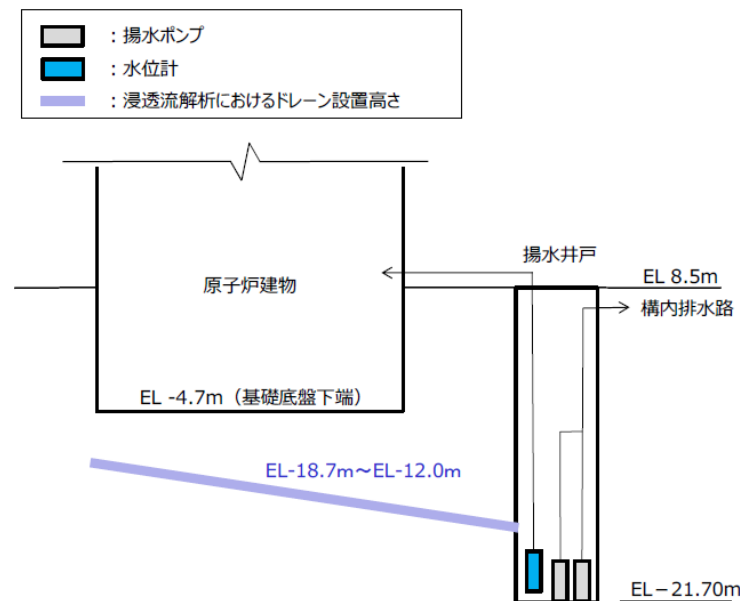 ：揚水ポンプ
：水位計
：浸透流解析におけるドレーン設置高さ
揚水井戸
原子炉建物
EL 8.5m
構内排水路
EL -4.7m（基礎底盤下端）
EL-18.7m～EL-12.0m
EL－21.70m